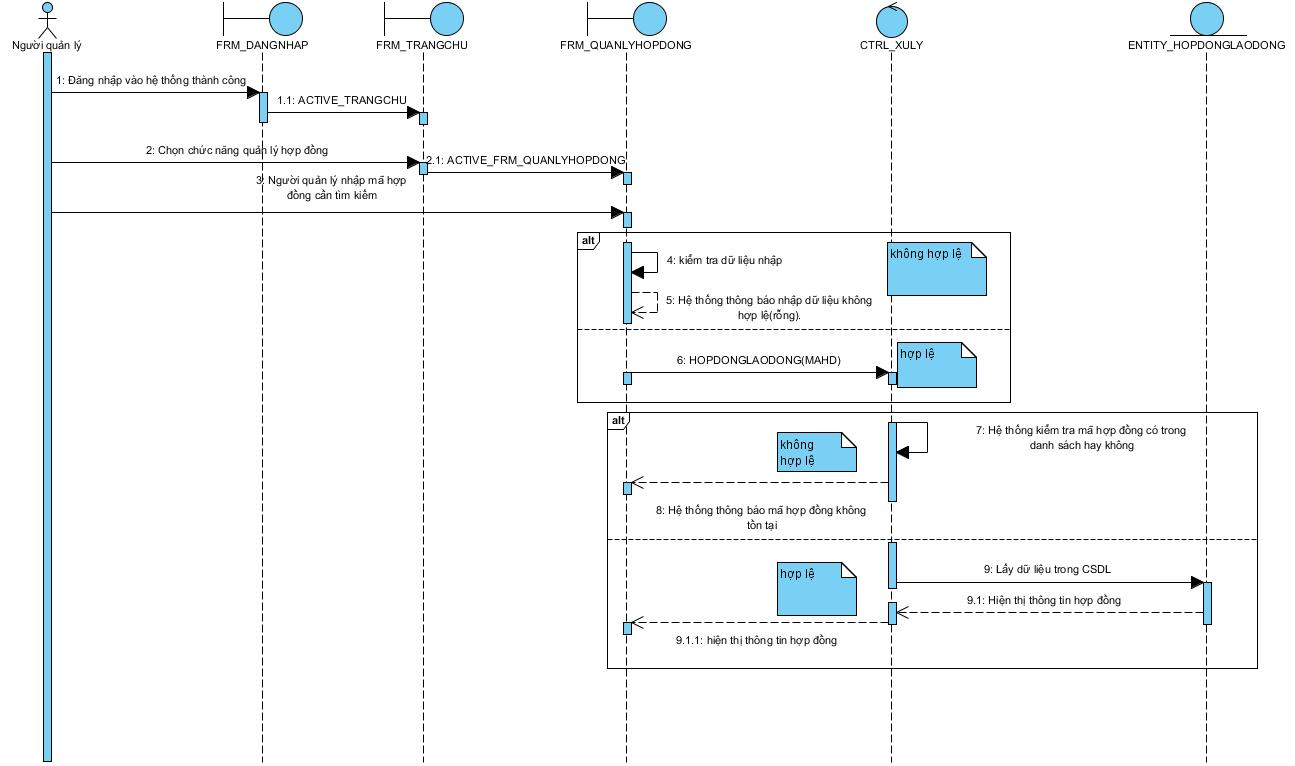 Người quản lý
FRM_DANGNHAP
FRM_TRANGCHU
FRM_QUANLYHOPDONG
CTRL_XULY
ENTITY_HOPDONGLAODONG
1: Đăng nhập vào hệ thống thành công
1.1: ACTIVE_TRANGCHU
2: Chọn chức năng quản lý hợp đồng
2.1: ACTIVE_FRM_QUANLYHOPDONG
3: Người quản lý nhập mã hợp
đồng cần tìm kiếm
alt
không hợp lệ
4: kiểm tra dữ liệu nhập
5: Hệ thống thông báo nhập dữ liệu không
hợp lệ(rỗng).
6: HOPDONGLAODONG(MAHD)
hợp lệ
alt
7: Hệ thống kiểm tra mã hợp đồng có trong
danh sách hay không
không
hợp lệ
8: Hệ thống thông báo mã hợp đồng không
tồn tại
hợp lệ
9: Lấy dữ liệu trong CSDL
9.1: Hiện thị thông tin hợp đồng
9.1.1: hiện thị thông tin hợp đồng